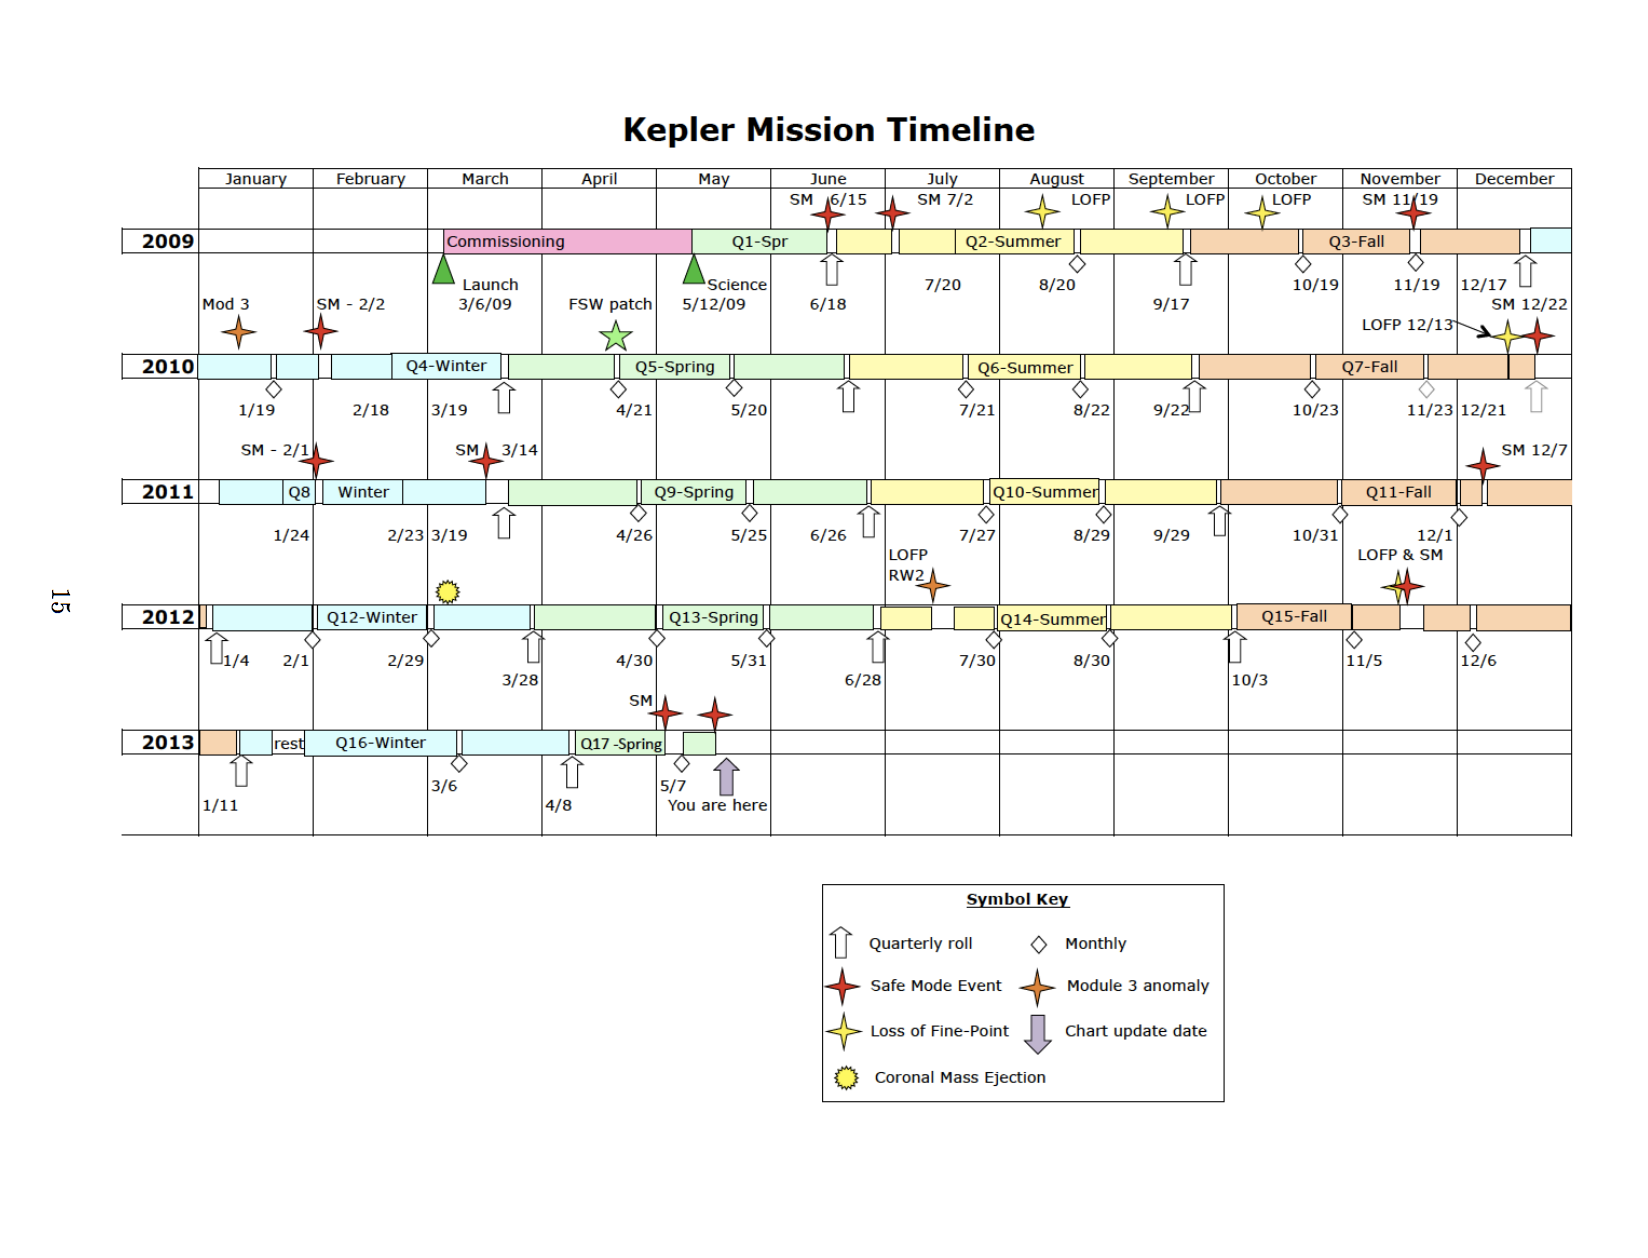 Kepler Mission Timeline
January February March April May June July August September October November December
SM 6/15 SM 7/2 LOFP LOFP LOFP SM 11/19
2009 Commissioning Q1-Spr Q2-Summer Q3-Fall
Launch Science 7/20 8/20 10/19 11/19 12/17
Mod 3 SM - 2/2 3/6/09 FSW patch 5/12/09 6/18 9/17 SM 12/22
LOFP 12/13
2010 Q4-Winter Q5-Spring Q6-Summer Q7-Fall
1/19 2/18 3/19 4/21 5/20 7/21 8/22 9/22 10/23 11/23 12/21
SM - 2/1 SM 3/14 SM 12/7
2011 Q8 Winter Q9-Spring Q10-Summer Q11-Fall
1/24 2/23 3/19 4/26 5/25 6/26 7/27 8/29 9/29 10/31 12/1
LOFP LOFP & SM
RW2
2012 Q12-Winter Q13-Spring Q14-Summer Q15-Fall
1/4 2/1 2/29 4/30 5/31 7/30 8/30 11/5 12/6
3/28 6/28 10/3
SM
2013 rest Q16-Winter Q17 -Spring
3/6 5/7
1/11 4/8 You are here
Symbol Key
Quarterly roll Monthly
Safe Mode Event Module 3 anomaly
Loss of Fine-Point Chart update date
Coronal Mass Ejection
15